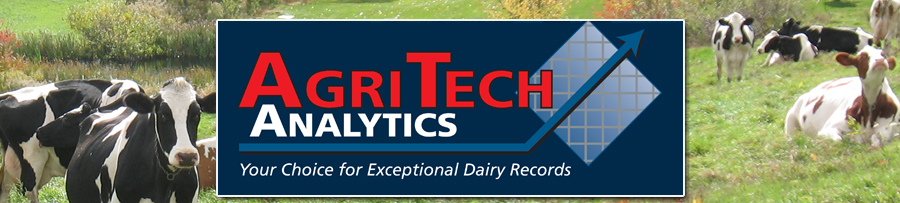 AGRITECH
ANALYTICS
Your Choice for Exceptional Dairy Records